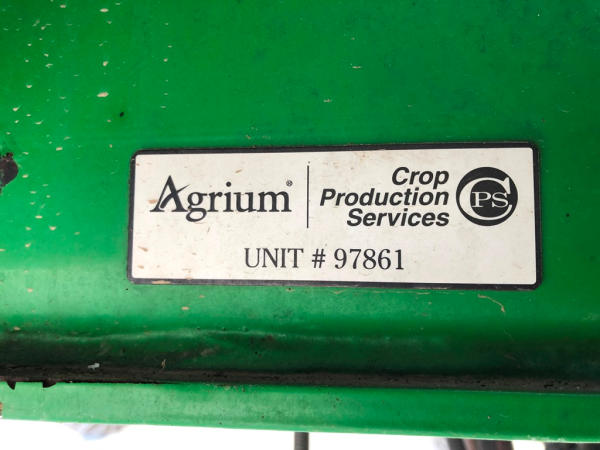 Agrium®
Crop
Production
Services
CPS
UNIT # 97861